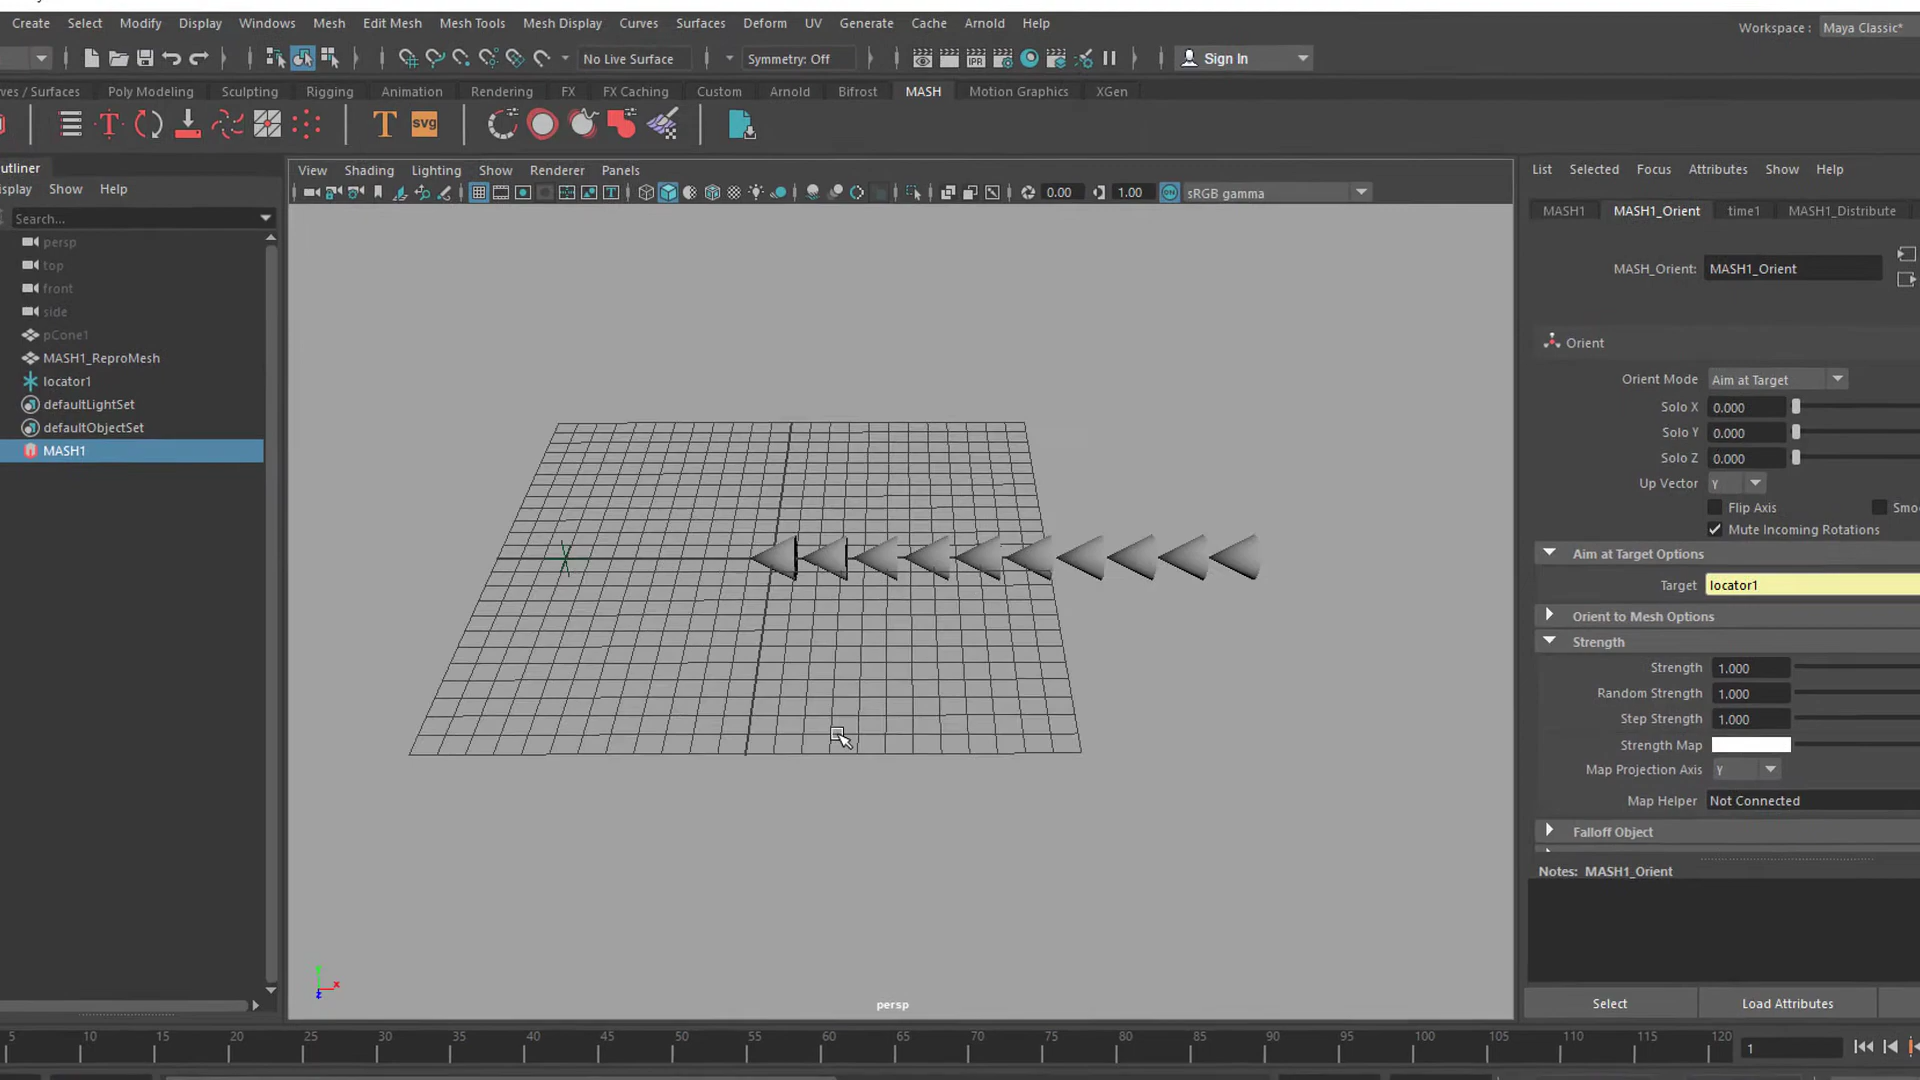 Create Select Modify Display Windows Mesh Edit Mesh Mesh Tools Mesh Display Curves Surfaces Deform UV Generate Cache Arnold Help
Workspace : Maya Classic*
No Live Surface Symmetry: Off IPR Sign In
ves / Surfaces Poly Modeling Sculpting Rigging Animation Rendering FX FX Caching Custom Arnold Bifrost MASH Motion Graphics XGen
T T svg
utliner
isplay Show Help
Search...
persp
top
front
side
pCone1
MASH1_ReproMesh
locator1
defaultLightSet
defaultObjectSet
MASH1
View Shading Lighting Show Renderer Panels
0.00 1.00 ON sRGB gamma
y x z
persp
List Selected Focus Attributes Show Help
MASH1 MASH1_Orient time1 MASH1_Distribute
MASH_Orient: MASH1_Orient
Orient
Orient Mode Aim at Target
Solo X 0.000
Solo Y 0.000
Solo Z 0.000
Up Vector Y
Flip Axis Smoo
Mute Incoming Rotations
Aim at Target Options
Target locator1
Orient to Mesh Options
Strength
Strength 1.000
Random Strength 1.000
Step Strength 1.000
Strength Map
Map Projection Axis Y
Map Helper Not Connected
Falloff Object
Notes: MASH1_Orient
Select Load Attributes
5 10 15 20 25 30 35 40 45 50 55 60 65 70 75 80 85 90 95 100 105 110 115 120
1